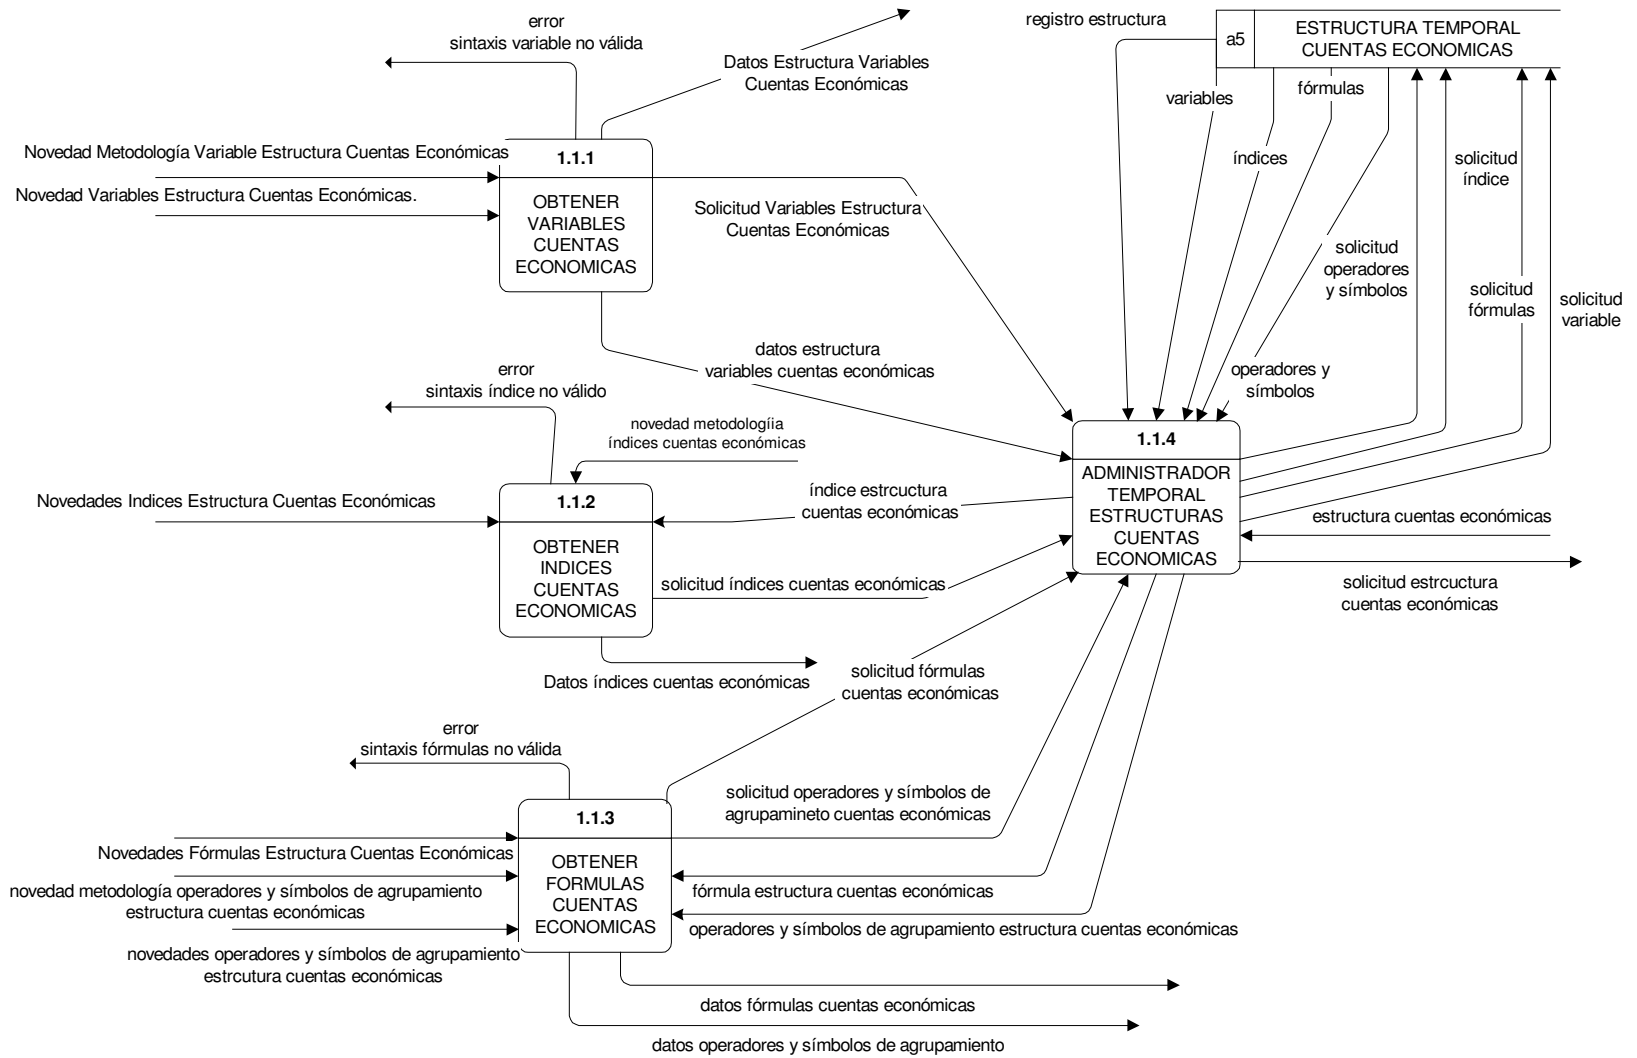 error
sintaxis variable no válida
Datos Estructura Variables
Cuentas Económicas
registro estructura
a5
ESTRUCTURA TEMPORAL
CUENTAS ECONOMICAS
variables
fórmulas
índices
solicitud
índice
solicitud
operadores
y símbolos
solicitud
fórmulas
solicitud
variable
operadores y
símbolos
Novedad Metodología Variable Estructura Cuentas Económicas
Novedad Variables Estructura Cuentas Económicas.
1.1.1
OBTENER
VARIABLES
CUENTAS
ECONOMICAS
Solicitud Variables Estructura
Cuentas Económicas
datos estructura
variables cuentas económicas
error
sintaxis índice no válido
novedad metodologíia
índices cuentas económicas
Novedades Indices Estructura Cuentas Económicas
1.1.2
OBTENER
INDICES
CUENTAS
ECONOMICAS
índice estrcuctura
cuentas económicas
solicitud índices cuentas económicas
Datos índices cuentas económicas
1.1.4
ADMINISTRADOR
TEMPORAL
ESTRUCTURAS
CUENTAS
ECONOMICAS
estructura cuentas económicas
solicitud estrcuctura
cuentas económicas
solicitud fórmulas
cuentas económicas
error
sintaxis fórmulas no válida
solicitud operadores y símbolos de
agrupamineto cuentas económicas
1.1.3
OBTENER
FORMULAS
CUENTAS
ECONOMICAS
Novedades Fórmulas Estructura Cuentas Económicas
novedad metodología operadores y símbolos de agrupamiento
estructura cuentas económicas
novedades operadores y símbolos de agrupamiento
estrcutura cuentas económicas
fórmula estructura cuentas económicas
operadores y símbolos de agrupamiento estructura cuentas económicas
datos fórmulas cuentas económicas
datos operadores y símbolos de agrupamiento